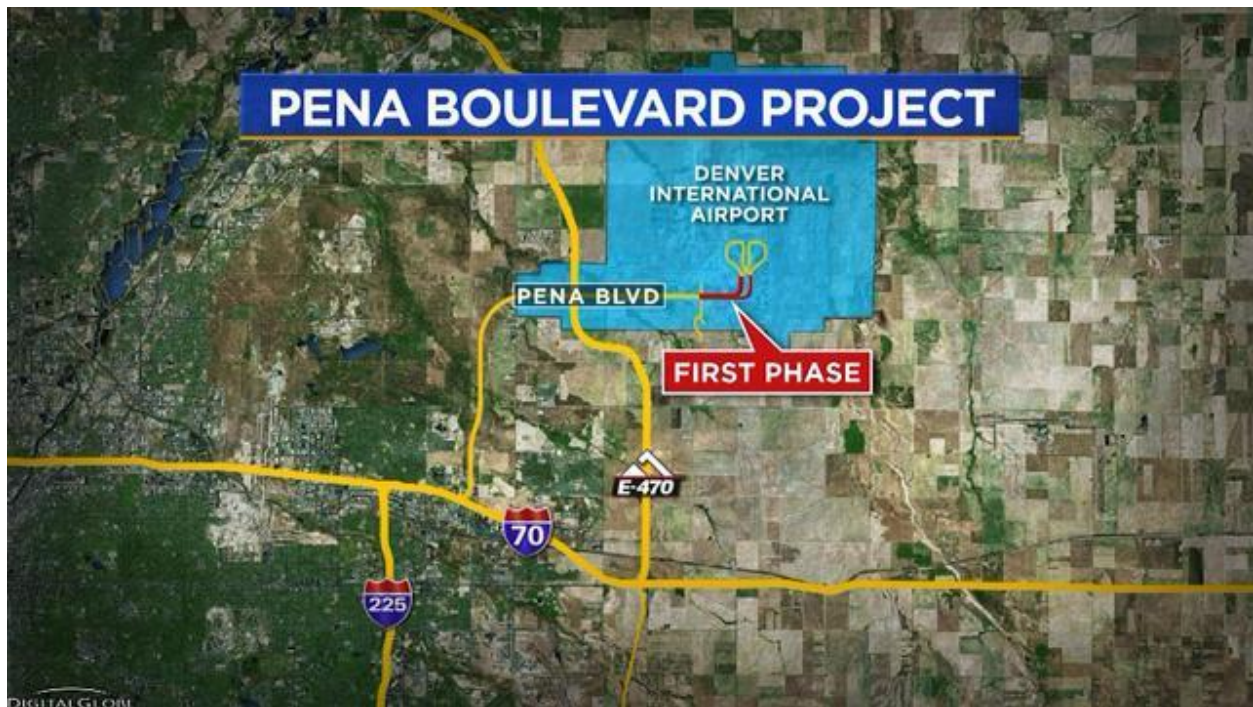 PENA BOULEVARD PROJECT
DENVER
INTERNATIONAL
AIRPORT
PENA BLVD
FIRST PHASE
E-470
70
225
DIGITALGLOBE